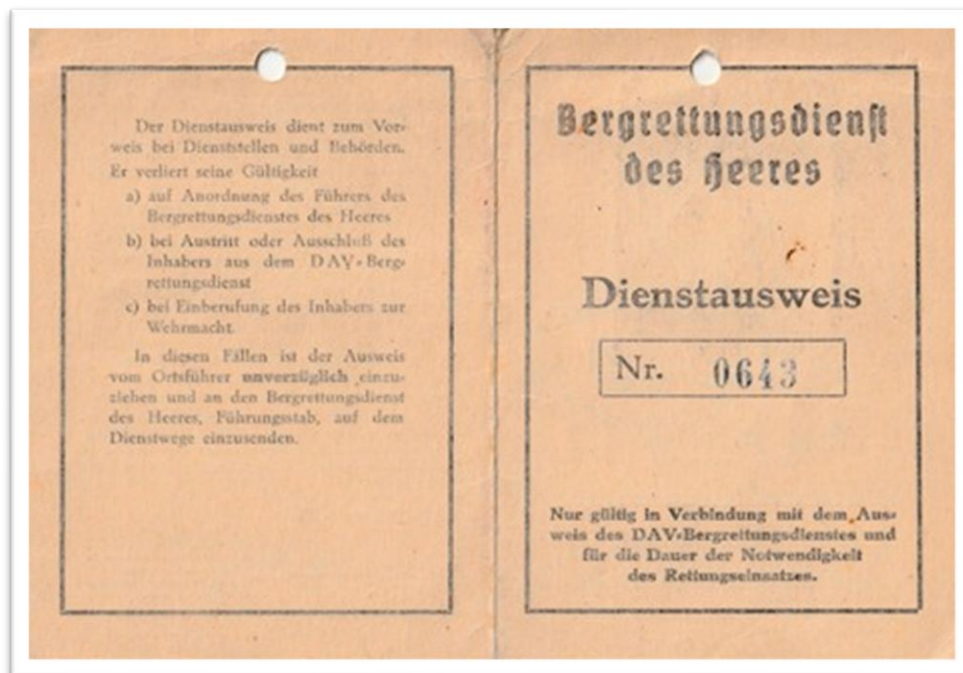 Der Dienstausweis dient zum Vor-
weis bei Dienststellen und Behörden.
Er verliert seine Gültigkeit
a) auf Anordnung des Führers des
Bergrettungsdienstes des Heeres
b) bei Austritt oder Ausschluß des
Inhabers aus dem DAV-Berg-
rettungsdienst
c) bei Einberufung des Inhabers zur
Wehrmacht.
In diesen Fällen ist der Ausweis
vom Ortsführer unverzüglich einzu-
ziehen und an den Bergrettungsdienst
des Heeres, Führungsstab, auf dem
Dienstwege einzusenden.
Bergrettungsdienst
des Heeres
Dienstausweis
Nr. 0643
Nur gültig in Verbindung mit dem Aus-
weis des DAV-Bergrettungsdienstes und
für die Dauer der Notwendigkeit
des Rettungseinsatzes.